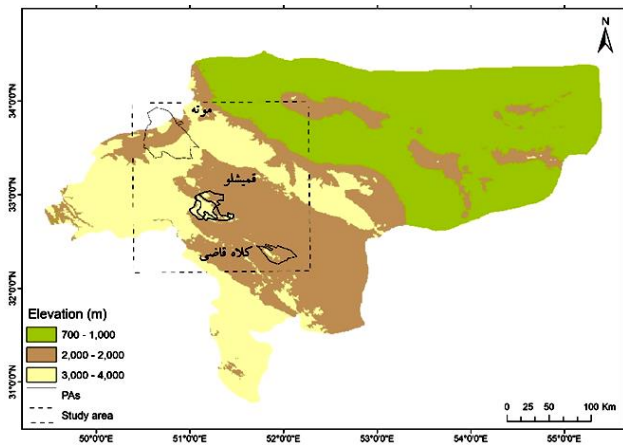 N
34°0'0"N
33°0'0"N
32°0'0"N
31°0'0"N
موته
قمیشلو
کلاه قاضی
Elevation (m)
700 - 1,000
2,000 - 2,000
3,000 - 4,000
PAs
Study area
0 25 50 100 Km
50°0'0"E 51°0'0"E 52°0'0"E 53°0'0"E 54°0'0"E 55°0'0"E